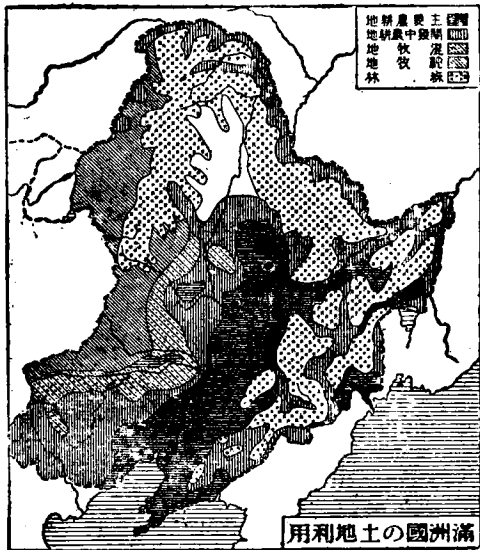 主要農耕地
開發中農耕地
混牧地
純牧地
森林
滿洲國の土地利用